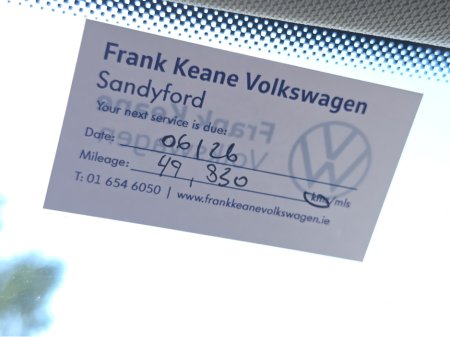 Frank Keane Volkswagen
Sandyford
Your next service is due:
Date: 06/26
Mileage: 49,830 kms/mls
T: 01 654 6050 | www.frankkeanevolkswagen.ie